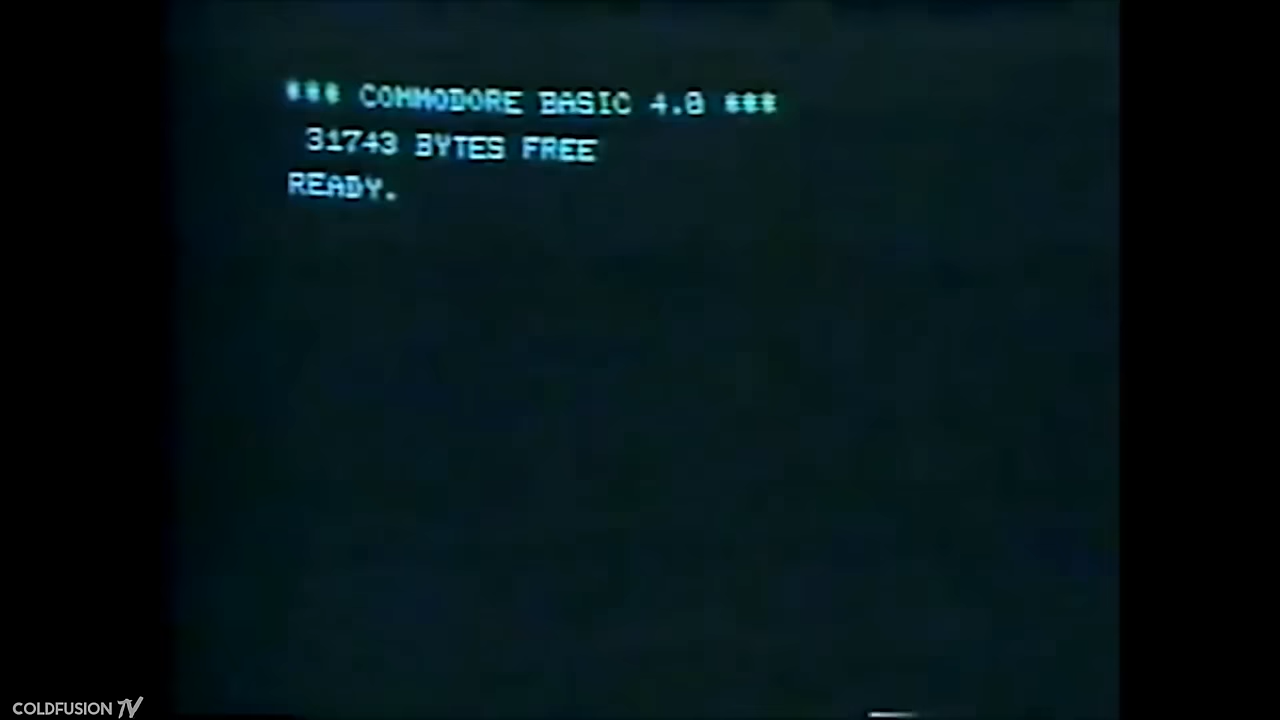 *** COMMODORE BASIC 4.0 ***
31743 BYTES FREE
READY.
COLDFUSION TV